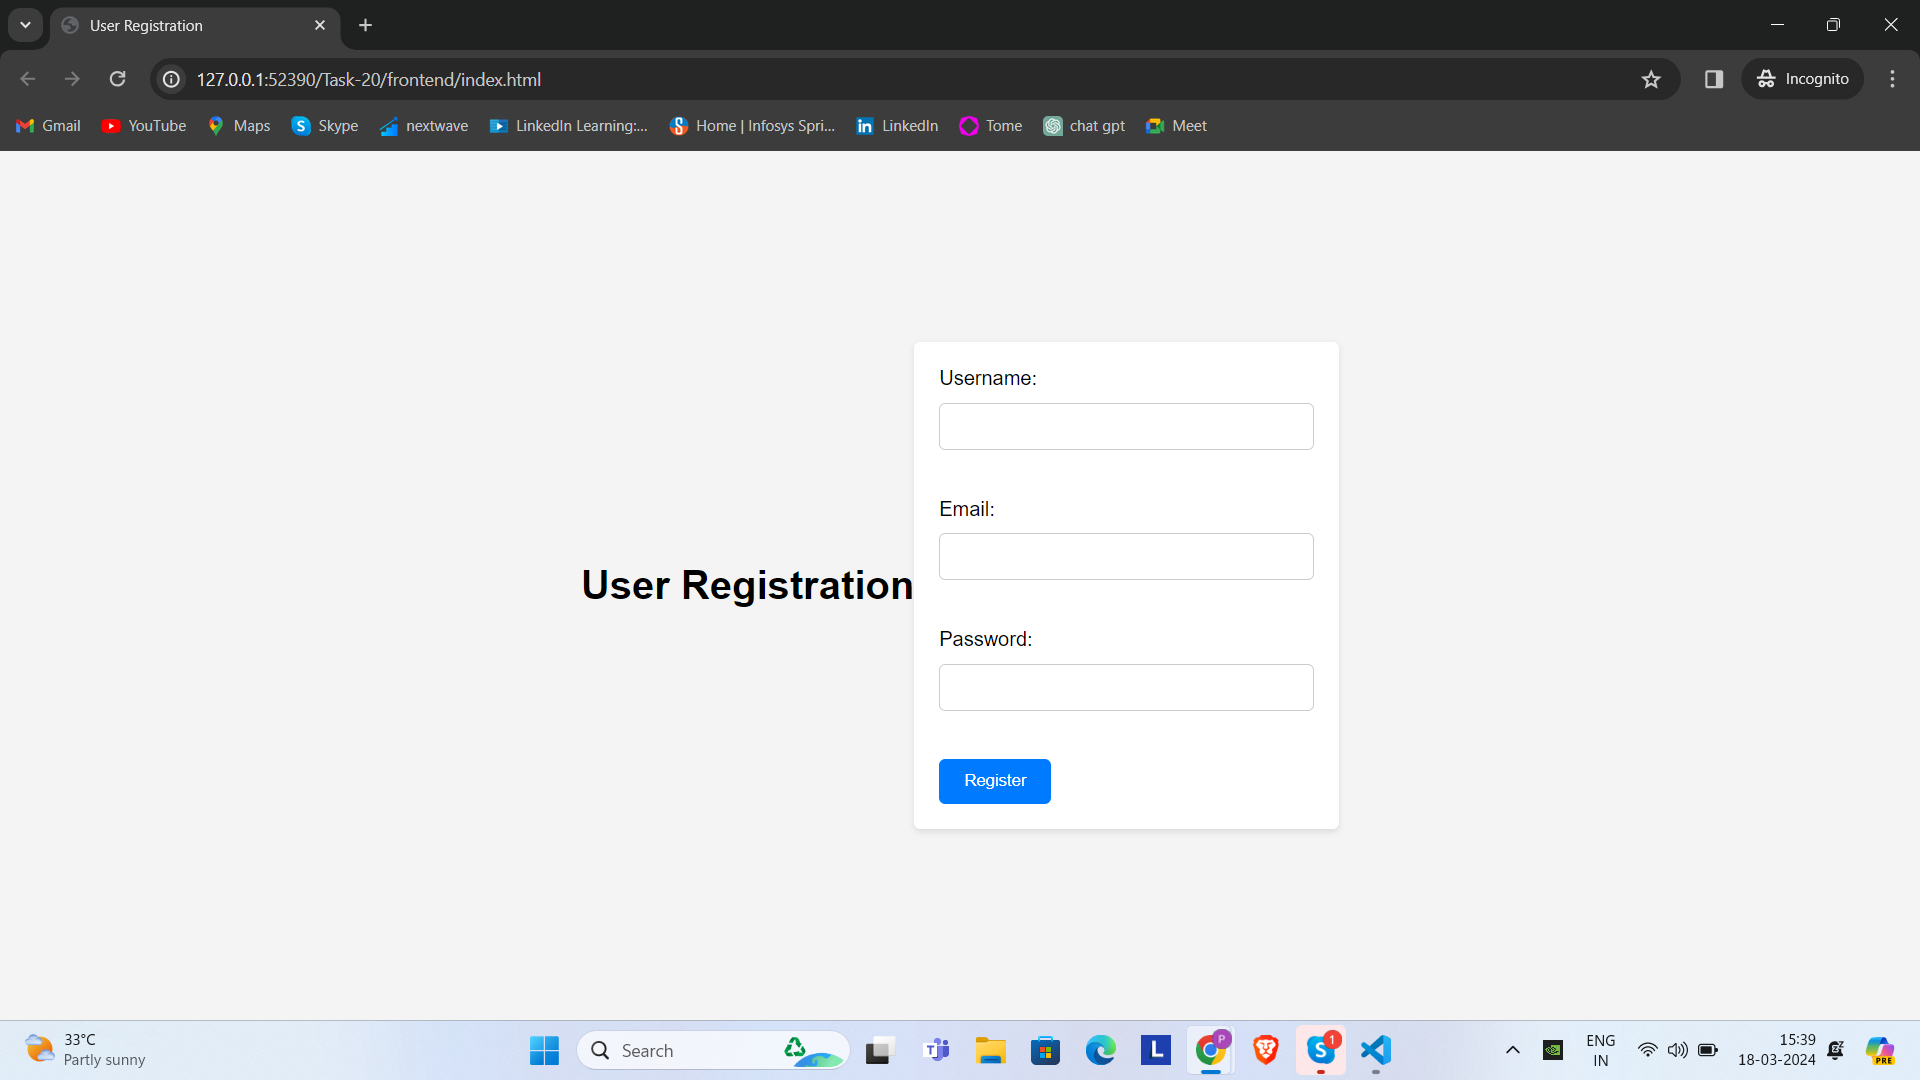 User Registration
127.0.0.1:52390/Task-20/frontend/index.html
Incognito
Gmail YouTube Maps Skype nextwave LinkedIn Learning:... Home | Infosys Spri... LinkedIn Tome chat gpt Meet
Username:
Email:
User Registration
Password:
Register
33°C
Partly sunny
Search
L
P
S 1
ENG
IN
15:39
18-03-2024
PRE